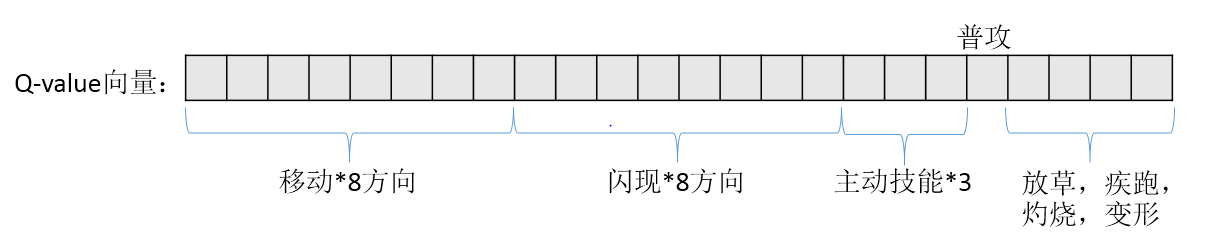 普攻
Q-value向量：
移动*8方向
闪现*8方向
主动技能*3
放草，疾跑，
灼烧，变形